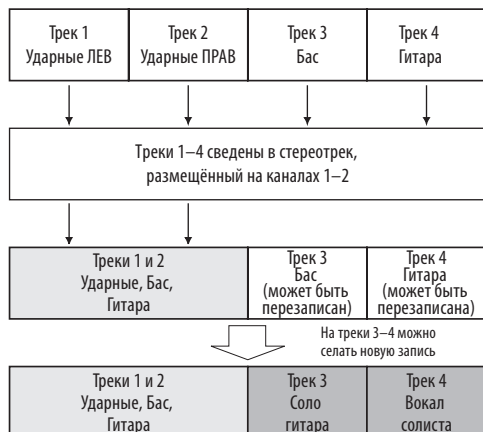 Трек 1
Ударные ЛЕВ
Трек 2
Ударные ПРАВ
Трек 3
Бас
Трек 4
Гитара
Треки 1–4 сведены в стереотрек,
размещённый на каналах 1–2
Треки 1 и 2
Ударные, Бас,
Гитара
Трек 3
Бас
(может быть
перезаписан)
Трек 4
Гитара
(может быть
перезаписана)
На треки 3–4 можно
селать новую запись
Треки 1 и 2
Ударные, Бас,
Гитара
Трек 3
Соло
гитара
Трек 4
Вокал
солиста